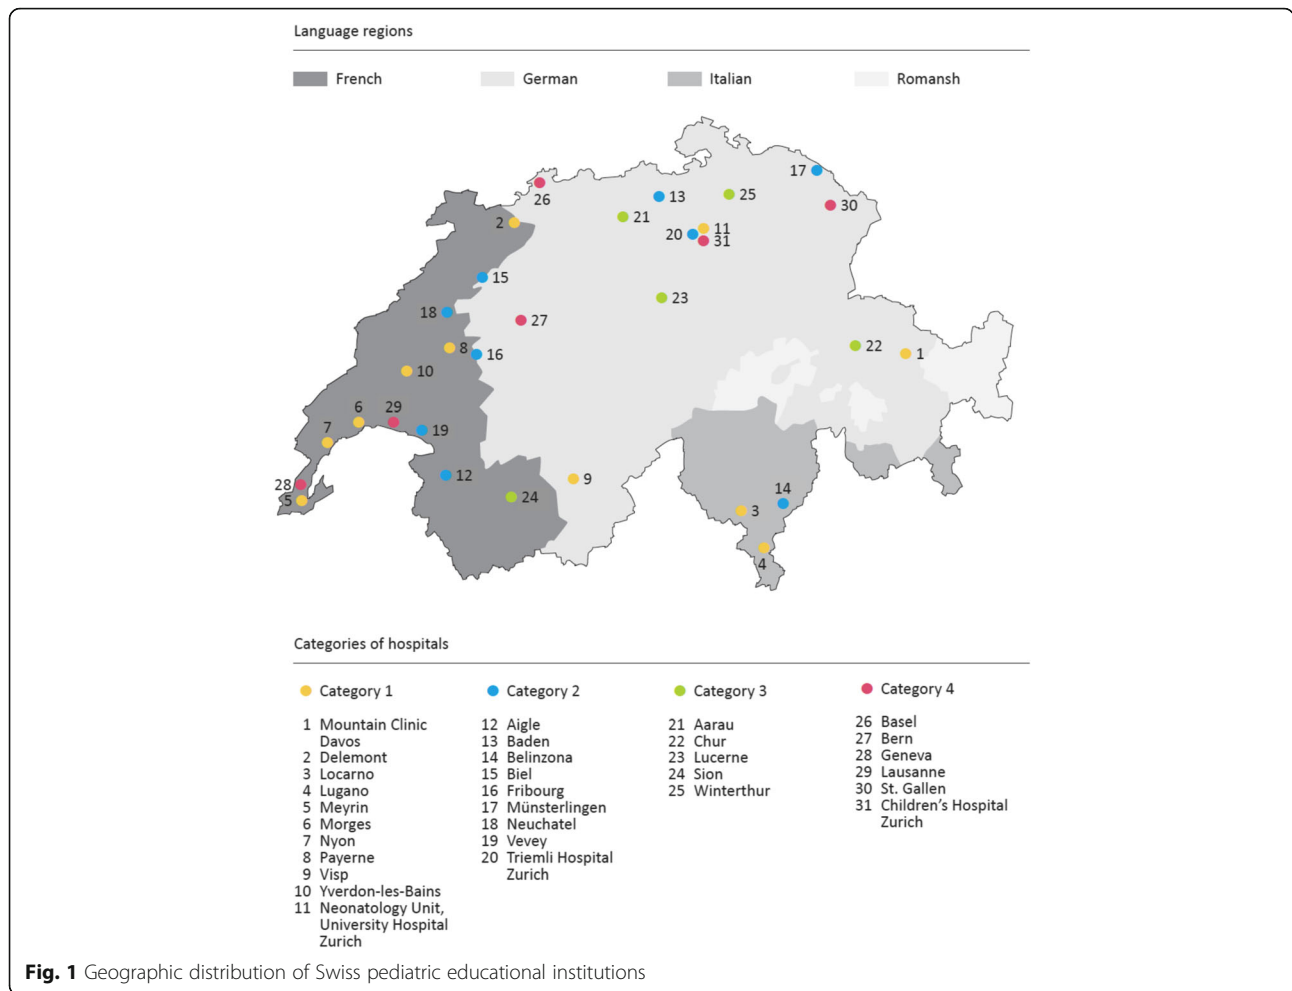 Language regions
French
German
Italian
Romansh
17
26
13
25
30
2
21
11
20
31
15
23
18
27
8
16
22
1
10
6
29
7
19
12
9
28
14
5
24
3
4
Categories of hospitals
Category 1
1 Mountain Clinic
Davos
2 Delemont
3 Locarno
4 Lugano
5 Meyrin
6 Morges
7 Nyon
8 Payerne
9 Visp
10 Yverdon-les-Bains
11 Neonatology Unit,
University Hospital
Zurich
Category 2
12 Aigle
13 Baden
14 Belinzona
15 Biel
16 Fribourg
17 Münsterlingen
18 Neuchatel
19 Vevey
20 Triemli Hospital
Zurich
Category 3
21 Aarau
22 Chur
23 Lucerne
24 Sion
25 Winterthur
Category 4
26 Basel
27 Bern
28 Geneva
29 Lausanne
30 St. Gallen
31 Children's Hospital
Zurich
Fig. 1 Geographic distribution of Swiss pediatric educational institutions